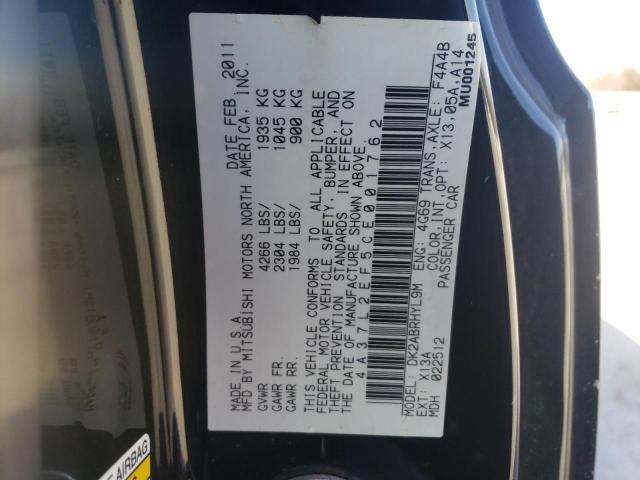 MADE IN U.S.A. DATE FEB 2011
MFD BY MITSUBISHI MOTORS NORTH AMERICA, INC.
GVWR 4266 LBS/ 1935 KG
GAWR FR. 2304 LBS/ 1045 KG
GAWR RR. 1984 LBS/ 900 KG
THIS VEHICLE CONFORMS TO ALL APPLICABLE
FEDERAL MOTOR VEHICLE SAFETY, BUMPER, AND
THEFT PREVENTION STANDARDS IN EFFECT ON
THE DATE OF MANUFACTURE SHOWN ABOVE.
4A37L2EF5CE001762
MODEL: DK2ABRHYL9M ENG: 4G69 TRANS,AXLE: F4A4B
EXT: X13A COLOR,INT,OPT: X13,05A,A14
MDH 022512 PASSENGER CAR
MU001245
AIRBAG